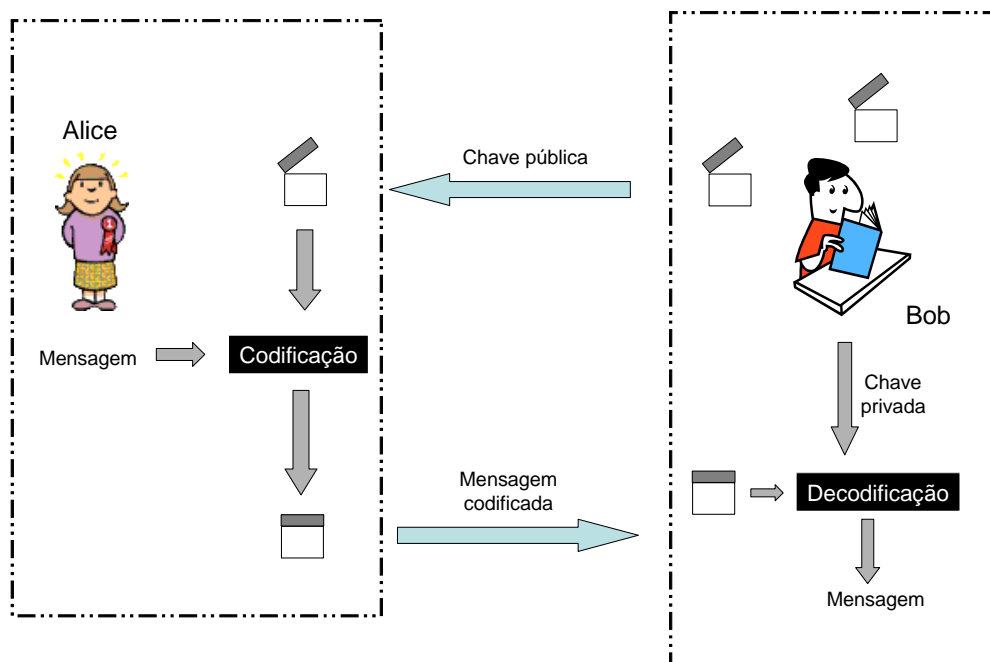 Alice
Chave pública
Bob
Mensagem
Codificação
Chave
privada
Mensagem
codificada
Decodificação
Mensagem